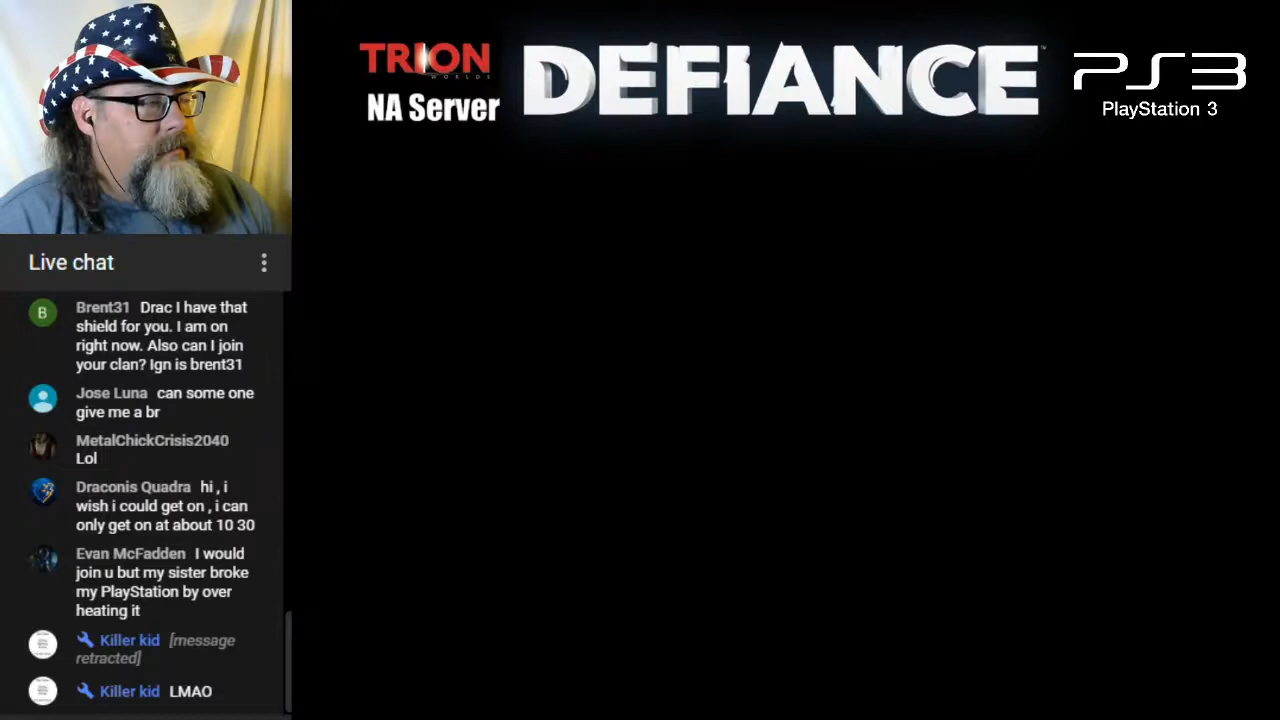 TRION
WORLDS
NA Server
DEFIANCE
PS3
PlayStation 3
Live chat
B
Brent31 Drac I have that
shield for you. I am on
right now. Also can I join
your clan? Ign is brent31
Jose Luna can some one
give me a br
MetalChickCrisis2040
Lol
Draconis Quadra hi , i
wish i could get on , i can
only get on at about 10 30
Evan McFadden I would
join u but my sister broke
my PlayStation by over
heating it
Killer kid [message
retracted]
Killer kid LMAO